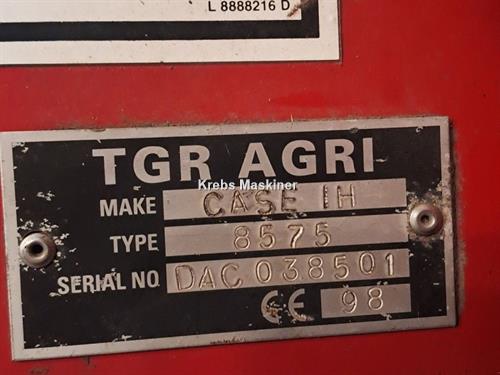 L 8888216 D
TGR AGRI
Krebs Maskiner
MAKE CASE IH
TYPE 8575
SERIAL NO DAC 038501
CE 98